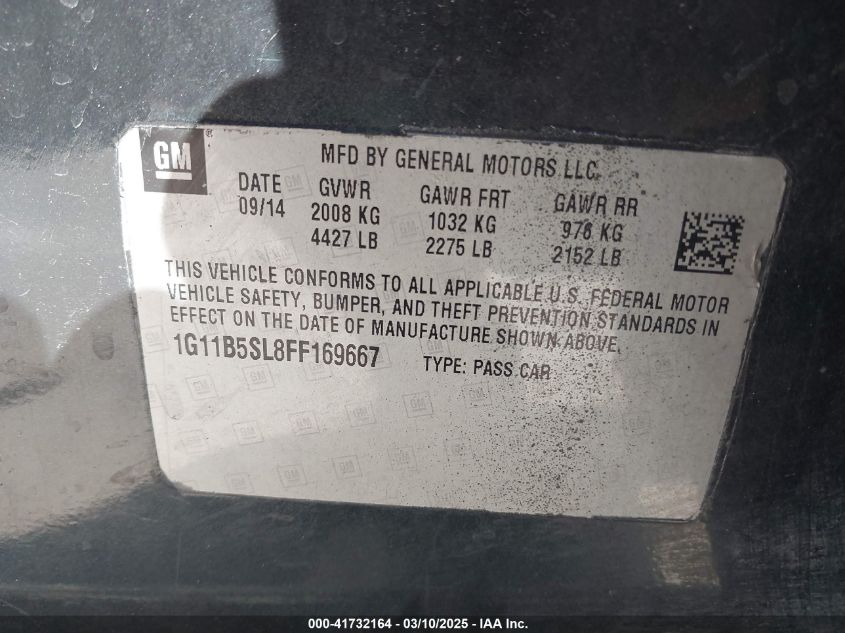 GM ®
MFD BY GENERAL MOTORS LLC
DATE GVWR GAWR FRT GAWR RR
09/14 2008 KG 1032 KG 976 KG
4427 LB 2275 LB 2152 LB
THIS VEHICLE CONFORMS TO ALL APPLICABLE U.S. FEDERAL MOTOR
VEHICLE SAFETY, BUMPER, AND THEFT PREVENTION STANDARDS IN
EFFECT ON THE DATE OF MANUFACTURE SHOWN ABOVE.
1G11B5SL8FF169667 TYPE: PASS CAR
000-41732164 - 03/10/2025 - IAA Inc.